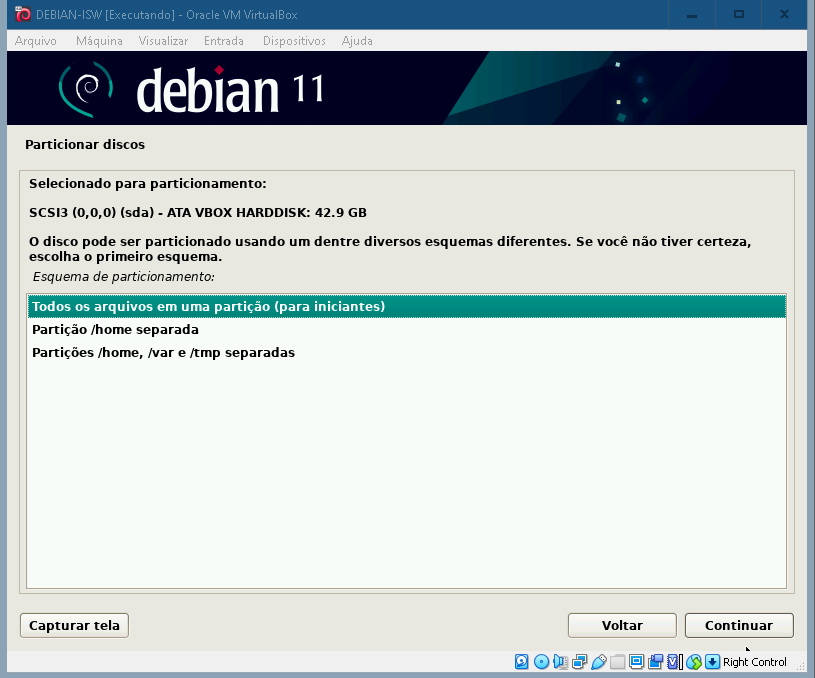 DEBIAN-ISW [Executando] - Oracle VM VirtualBox
Arquivo Máquina Visualizar Entrada Dispositivos Ajuda
debian 11
Particionar discos
Selecionado para particionamento:
SCSI3 (0,0,0) (sda) - ATA VBOX HARDDISK: 42.9 GB
O disco pode ser particionado usando um dentre diversos esquemas diferentes. Se você não tiver certeza,
escolha o primeiro esquema.
Esquema de particionamento:
Todos os arquivos em uma partição (para iniciantes)
Partição /home separada
Partições /home, /var e /tmp separadas
Capturar tela Voltar Continuar
Right Control